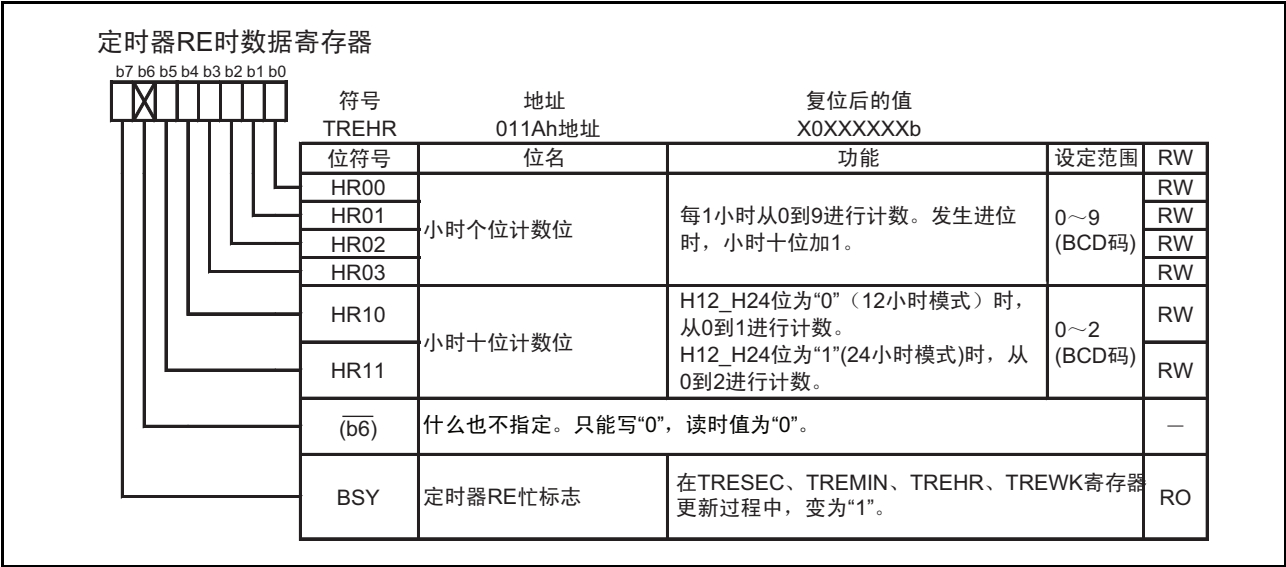 定时器RE时数据寄存器
b7 b6 b5 b4 b3 b2 b1 b0
符号 地址 复位后的值
TREHR 011Ah地址 X0XXXXXXb
位符号 位名 功能 设定范围 RW
HR00 RW
HR01 RW
HR02 RW
HR03 RW
小时个位计数位
每1小时从0到9进行计数。发生进位
时，小时十位加1。
0～9
(BCD码)
HR10 RW
HR11 RW
小时十位计数位
H12_H24位为“0”（12小时模式）时，
从0到1进行计数。
H12_H24位为“1”(24小时模式)时，从
0到2进行计数。
0～2
(BCD码)
(b6) 什么也不指定。只能写“0”，读时值为“0”。 —
BSY 定时器RE忙标志
在TRESEC、TREMIN、TREHR、TREWK寄存器
更新过程中，变为“1”。
RO